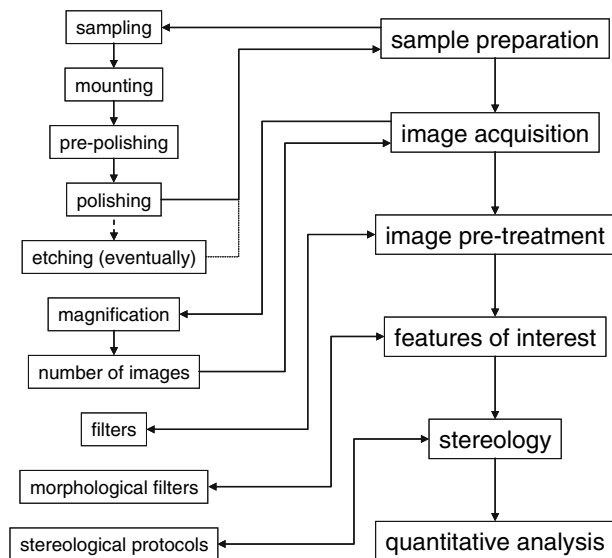 sampling
sample preparation
mounting
image acquisition
pre-polishing
polishing
image pre-treatment
etching (eventually)
magnification
features of interest
number of images
filters
stereology
morphological filters
stereological protocols
quantitative analysis